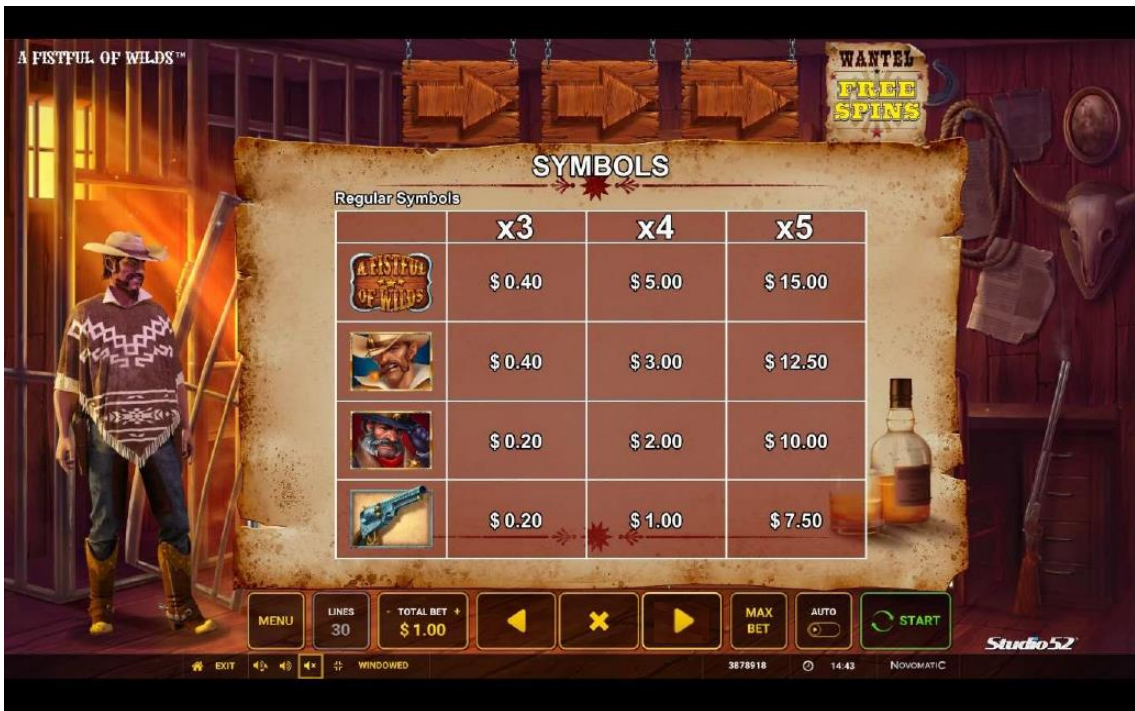 A FISTFUL OF WILDS™
WANTED
FREE
SPINS
SYMBOLS
Regular Symbols
x3 x4 x5
A FISTFUL
OF WILDS
$ 0.40 $ 5.00 $ 15.00
$ 0.40 $ 3.00 $ 12.50
$ 0.20 $ 2.00 $ 10.00
$ 0.20 $ 1.00 $ 7.50
MENU
LINES
30
- TOTAL BET +
$ 1.00
MAX
BET
AUTO
START
Studio52
EXIT WINDOWED 3878918 14:43 NOVOMATIC